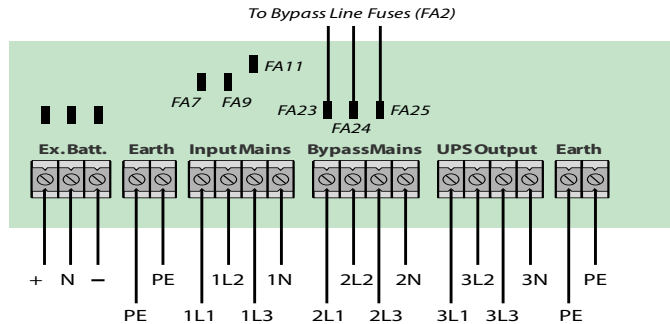 To Bypass Line Fuses (FA2)
FA11
FA7 FA9 FA23 FA25
FA24
Ex. Batt. Earth Input Mains Bypass Mains UPS Output Earth
+ N − PE 1L2 1N 2L2 2N 3L2 3N PE
PE 1L1 1L3 2L1 2L3 3L1 3L3 PE